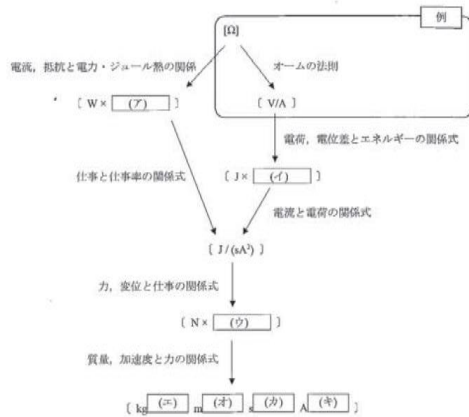 例
[Ω]
電流，抵抗と電力・ジュール熱の関係
オームの法則
〔 W × (ア) 〕
〔 V/A 〕
電荷，電位差とエネルギーの関係式
仕事と仕事率の関係式
〔 J × (イ) 〕
電流と電荷の関係式
〔 J / (sA²) 〕
力，変位と仕事の関係式
〔 N × (ウ) 〕
質量，加速度と力の関係式
〔 kg (エ) m (オ) s (カ) A (キ) 〕